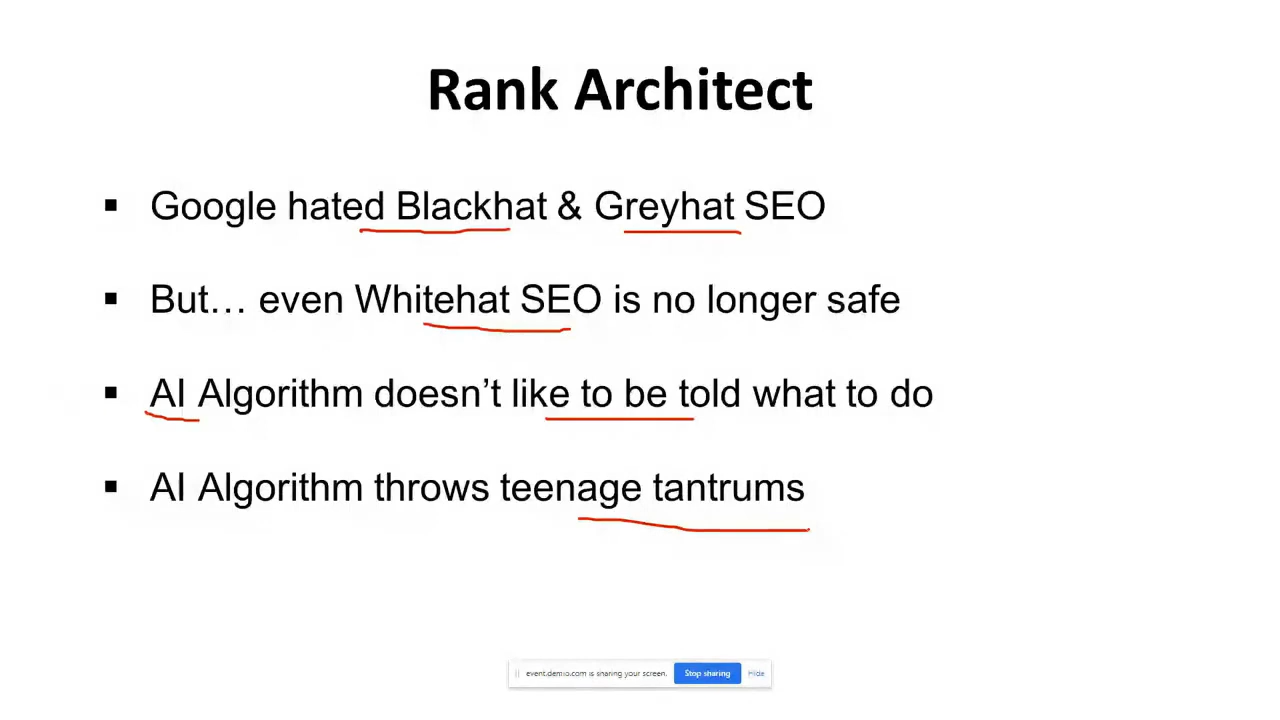 Rank Architect
▪ Google hated Blackhat & Greyhat SEO
▪ But… even Whitehat SEO is no longer safe
▪ AI Algorithm doesn’t like to be told what to do
▪ AI Algorithm throws teenage tantrums
event.demio.com is sharing your screen. Stop sharing Hide